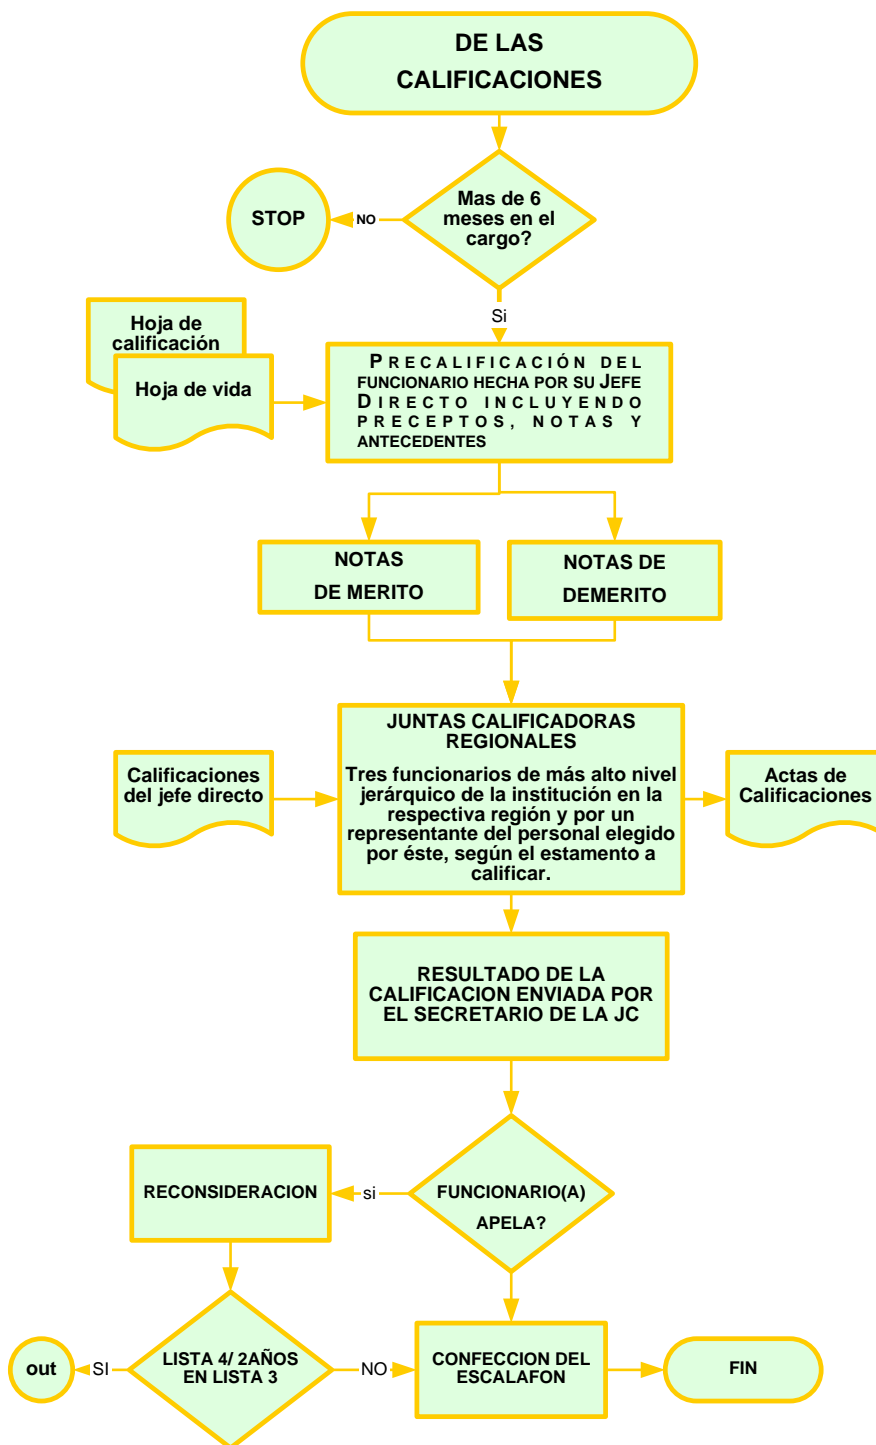 DE LAS
CALIFICACIONES
Mas de 6
meses en el
cargo?
STOP
NO
Si
Hoja de
calificación
Hoja de vida
PRECALIFICACIÓN DEL
FUNCIONARIO HECHA POR SU JEFE
DIRECTO INCLUYENDO
PRECEPTOS, NOTAS Y
ANTECEDENTES
NOTAS
DE MERITO
NOTAS DE
DEMERITO
JUNTAS CALIFICADORAS
REGIONALES
Tres funcionarios de más alto nivel
jerárquico de la institución en la
respectiva región y por un
representante del personal elegido
por éste, según el estamento a
calificar.
Calificaciones
del jefe directo
Actas de
Calificaciones
RESULTADO DE LA
CALIFICACION ENVIADA POR
EL SECRETARIO DE LA JC
FUNCIONARIO(A)
APELA?
si
RECONSIDERACION
LISTA 4/ 2AÑOS
EN LISTA 3
SI
out
NO
CONFECCION DEL
ESCALAFON
FIN